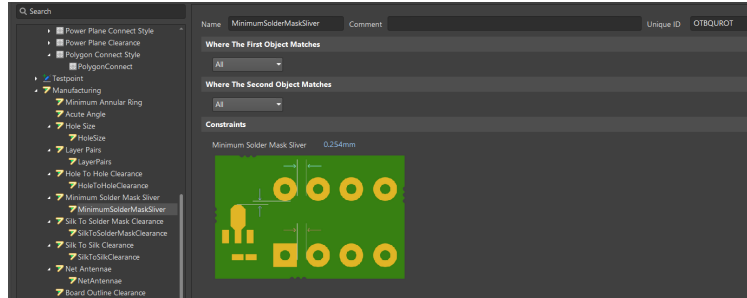 Search
Power Plane Connect Style
Power Plane Clearance
Polygon Connect Style
PolygonConnect
Testpoint
Manufacturing
Minimum Annular Ring
Acute Angle
Hole Size
HoleSize
Layer Pairs
LayerPairs
Hole To Hole Clearance
HoleToHoleClearance
Minimum Solder Mask Sliver
MinimumSolderMaskSliver
Silk To Solder Mask Clearance
SilkToSolderMaskClearance
Silk To Silk Clearance
SilkToSilkClearance
Net Antennae
NetAntennae
Board Outline Clearance
Name MinimumSolderMaskSliver Comment Unique ID OTBQUROT
Where The First Object Matches
All
Where The Second Object Matches
All
Constraints
Minimum Solder Mask Sliver 0.254mm